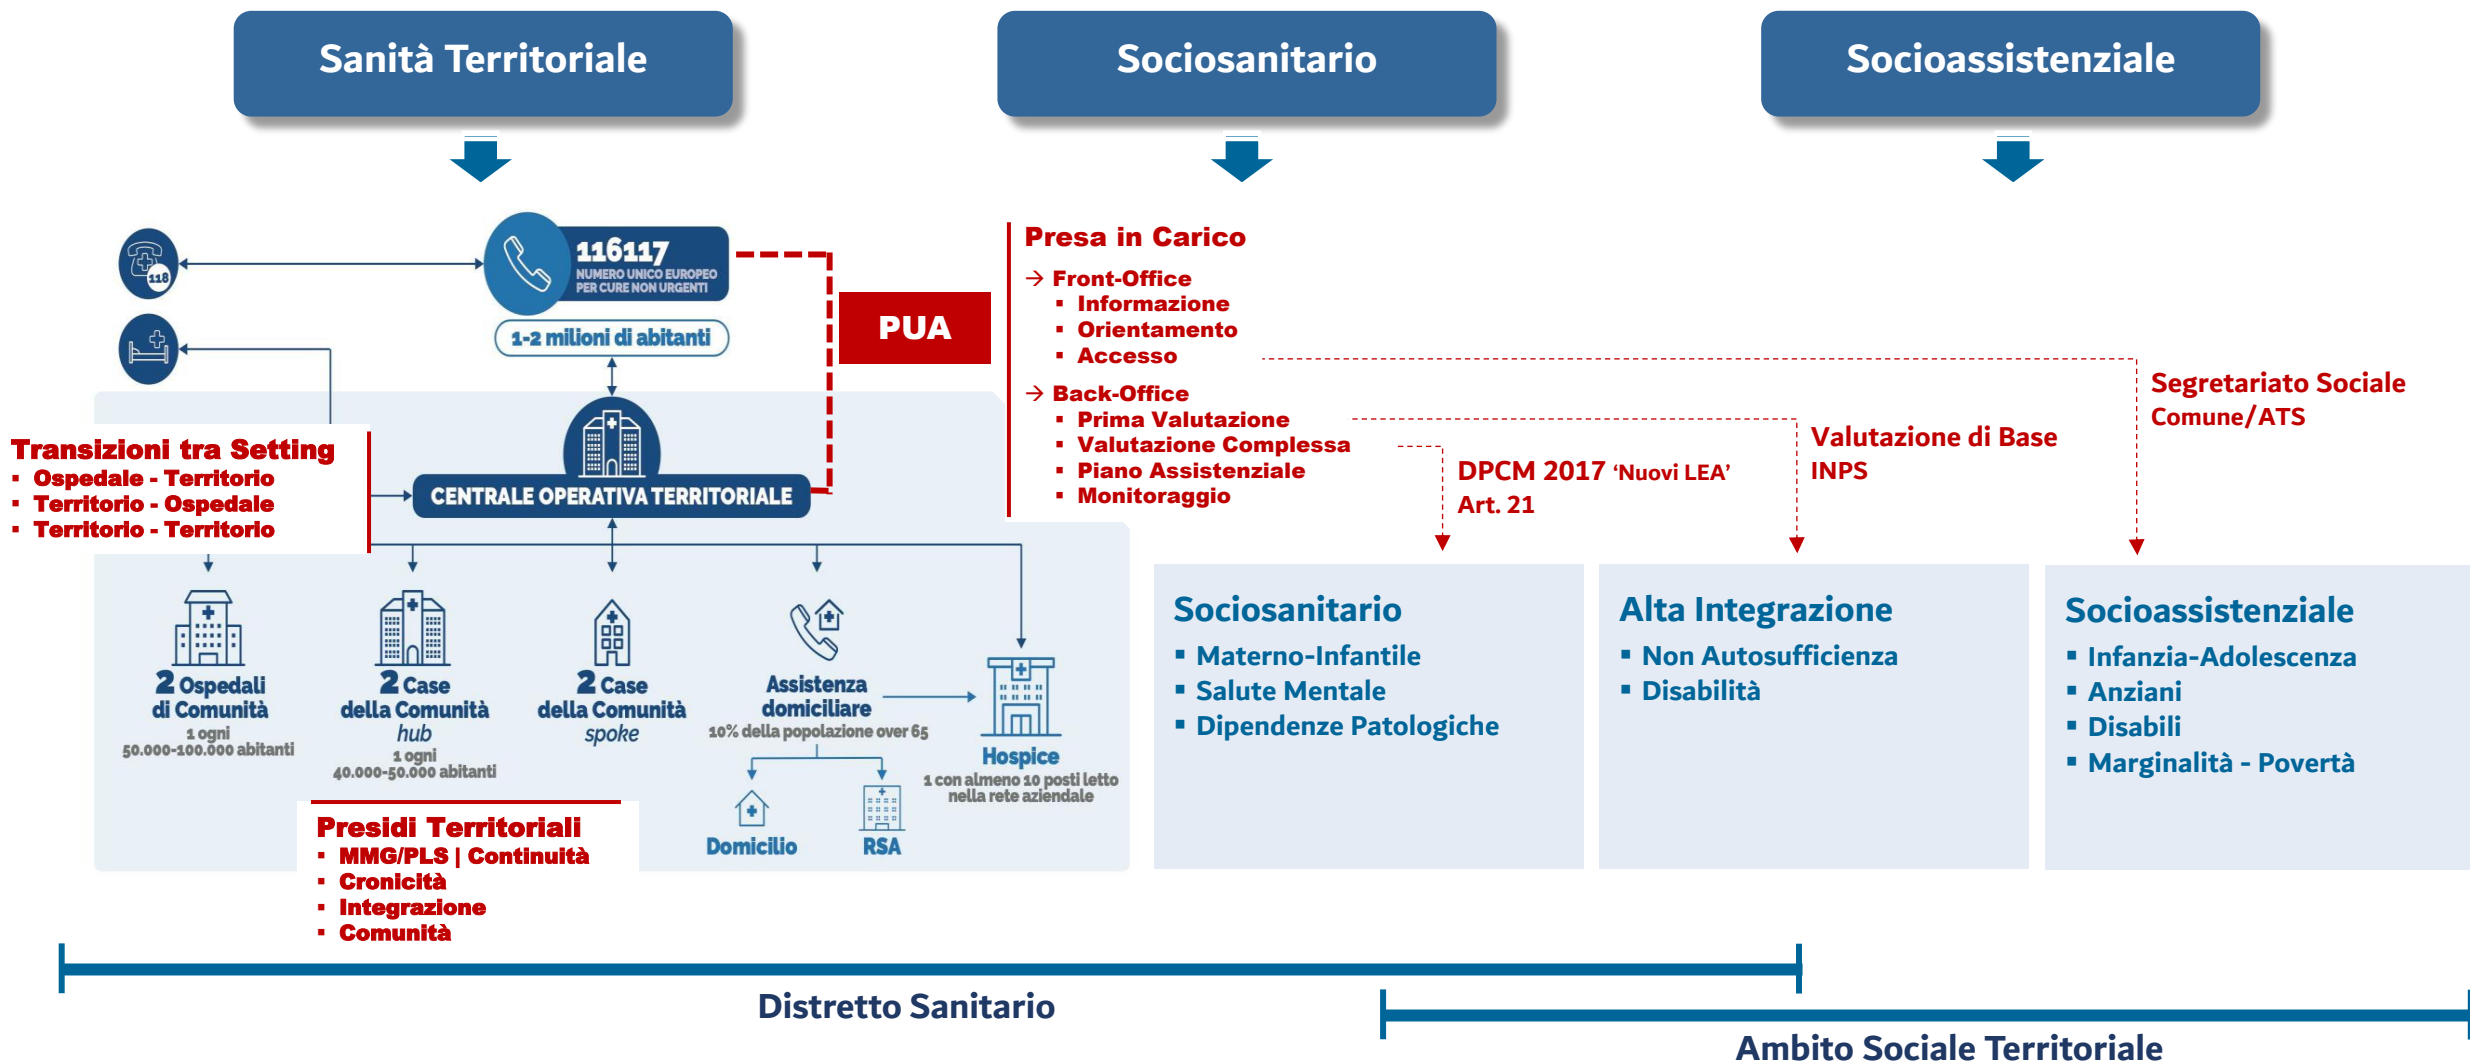 Sanità Territoriale
Sociosanitario
Socioassistenziale
118
116117
NUMERO UNICO EUROPEO
PER CURE NON URGENTI
1-2 milioni di abitanti
PUA
Presa in Carico
→ Front-Office
▪ Informazione
▪ Orientamento
▪ Accesso
→ Back-Office
▪ Prima Valutazione
▪ Valutazione Complessa
▪ Piano Assistenziale
▪ Monitoraggio
Segretariato Sociale
Comune/ATS
Valutazione di Base
INPS
DPCM 2017 ‘Nuovi LEA’
Art. 21
Transizioni tra Setting
▪ Ospedale - Territorio
▪ Territorio - Ospedale
▪ Territorio - Territorio
CENTRALE OPERATIVA TERRITORIALE
2 Ospedali
di Comunità
1 ogni
50.000-100.000 abitanti
2 Case
della Comunità
hub
1 ogni
40.000-50.000 abitanti
2 Case
della Comunità
spoke
Assistenza
domiciliare
10% della popolazione over 65
Domicilio
RSA
Hospice
1 con almeno 10 posti letto
nella rete aziendale
Presidi Territoriali
▪ MMG/PLS | Continuità
▪ Cronicità
▪ Integrazione
▪ Comunità
Sociosanitario
▪ Materno-Infantile
▪ Salute Mentale
▪ Dipendenze Patologiche
Alta Integrazione
▪ Non Autosufficienza
▪ Disabilità
Socioassistenziale
▪ Infanzia-Adolescenza
▪ Anziani
▪ Disabili
▪ Marginalità - Povertà
Distretto Sanitario
Ambito Sociale Territoriale